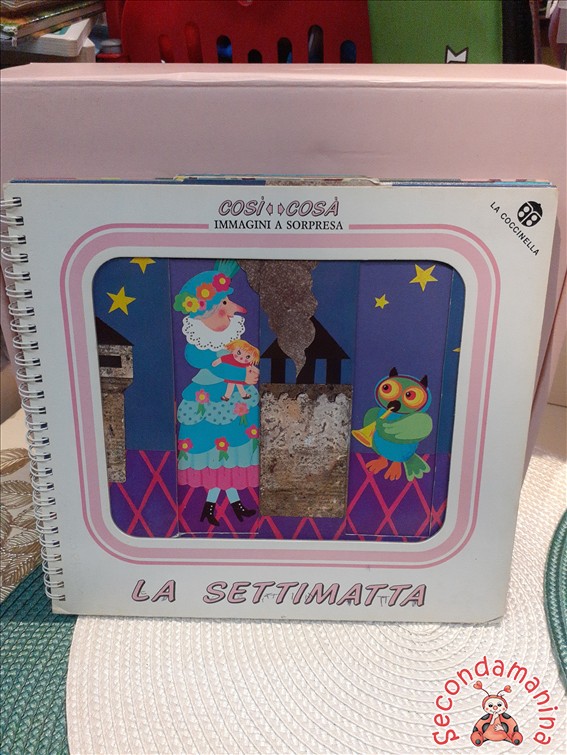 COSÌ COSÀ
IMMAGINI A SORPRESA
LA COCCINELLA
LA SETTIMATTA
Secondamanina